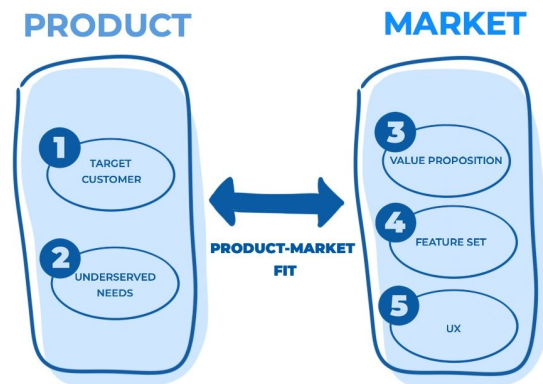 PRODUCT
MARKET
1
TARGET
CUSTOMER
2
UNDERSERVED
NEEDS
PRODUCT-MARKET
FIT
3
VALUE PROPOSITION
4
FEATURE SET
5
UX